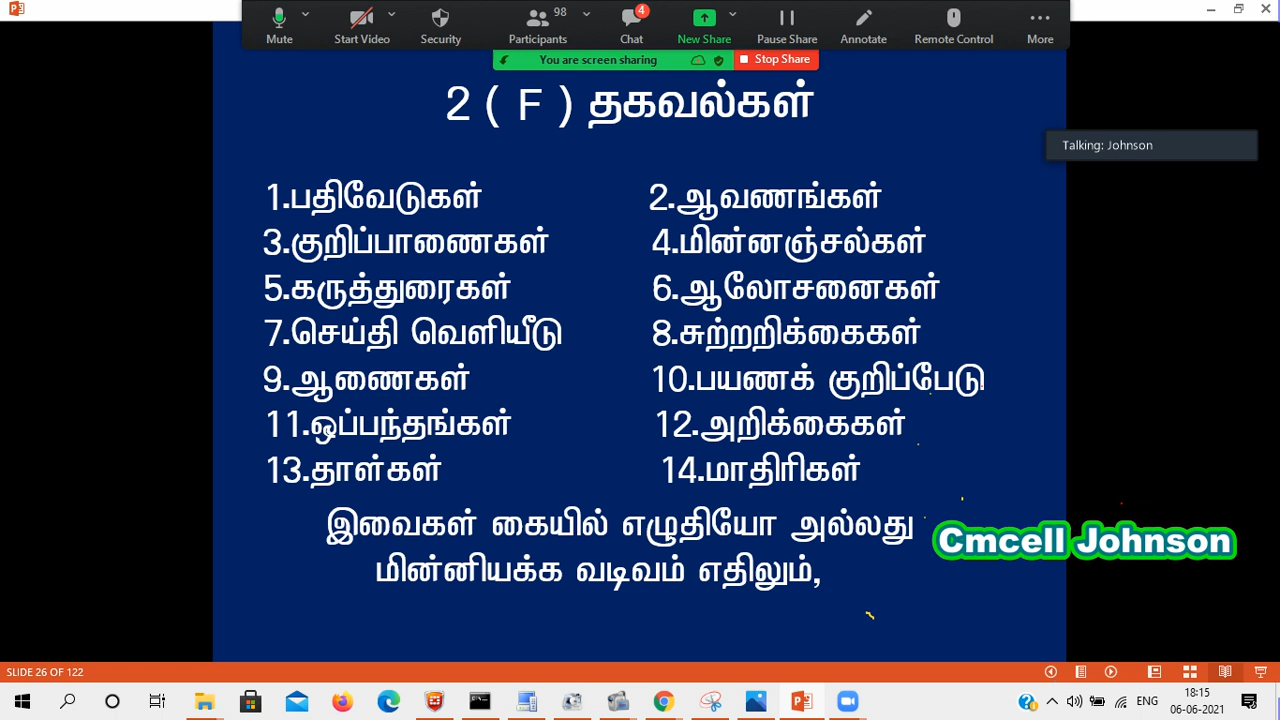 98
4
Mute
Start Video
Security
Participants
Chat
New Share
Pause Share
Annotate
Remote Control
More
You are screen sharing
Stop Share
2 ( F ) தகவல்கள்
Talking: Johnson
1.பதிவேடுகள் 2.ஆவணங்கள்
3.குறிப்பாணைகள் 4.மின்னஞ்சல்கள்
5.கருத்துரைகள் 6.ஆலோசனைகள்
7.செய்தி வெளியீடு 8.சுற்றறிக்கைகள்
9.ஆணைகள் 10.பயணக் குறிப்பேடு
11.ஒப்பந்தங்கள் 12.அறிக்கைகள்
13.தாள்கள் 14.மாதிரிகள்
இவைகள் கையில் எழுதியோ அல்லது
Cmcell Johnson
மின்னியக்க வடிவம் எதிலும்,
SLIDE 26 OF 122
ENG
18:15
06-06-2021